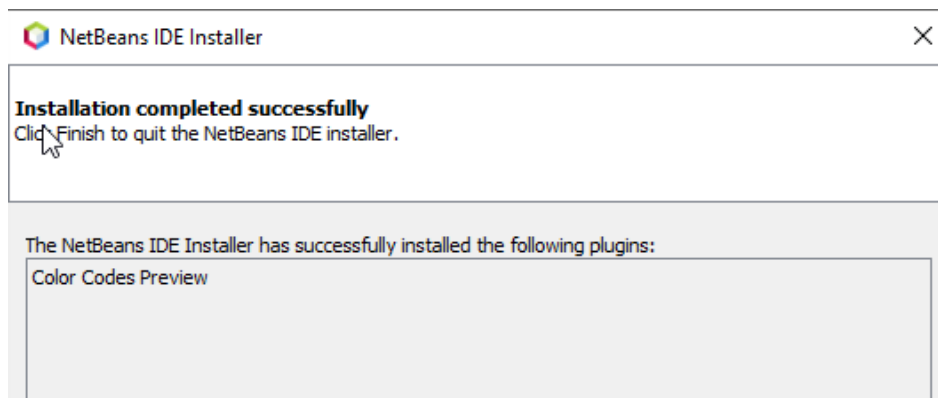 NetBeans IDE Installer
Installation completed successfully
Click Finish to quit the NetBeans IDE installer.
The NetBeans IDE Installer has successfully installed the following plugins:
Color Codes Preview